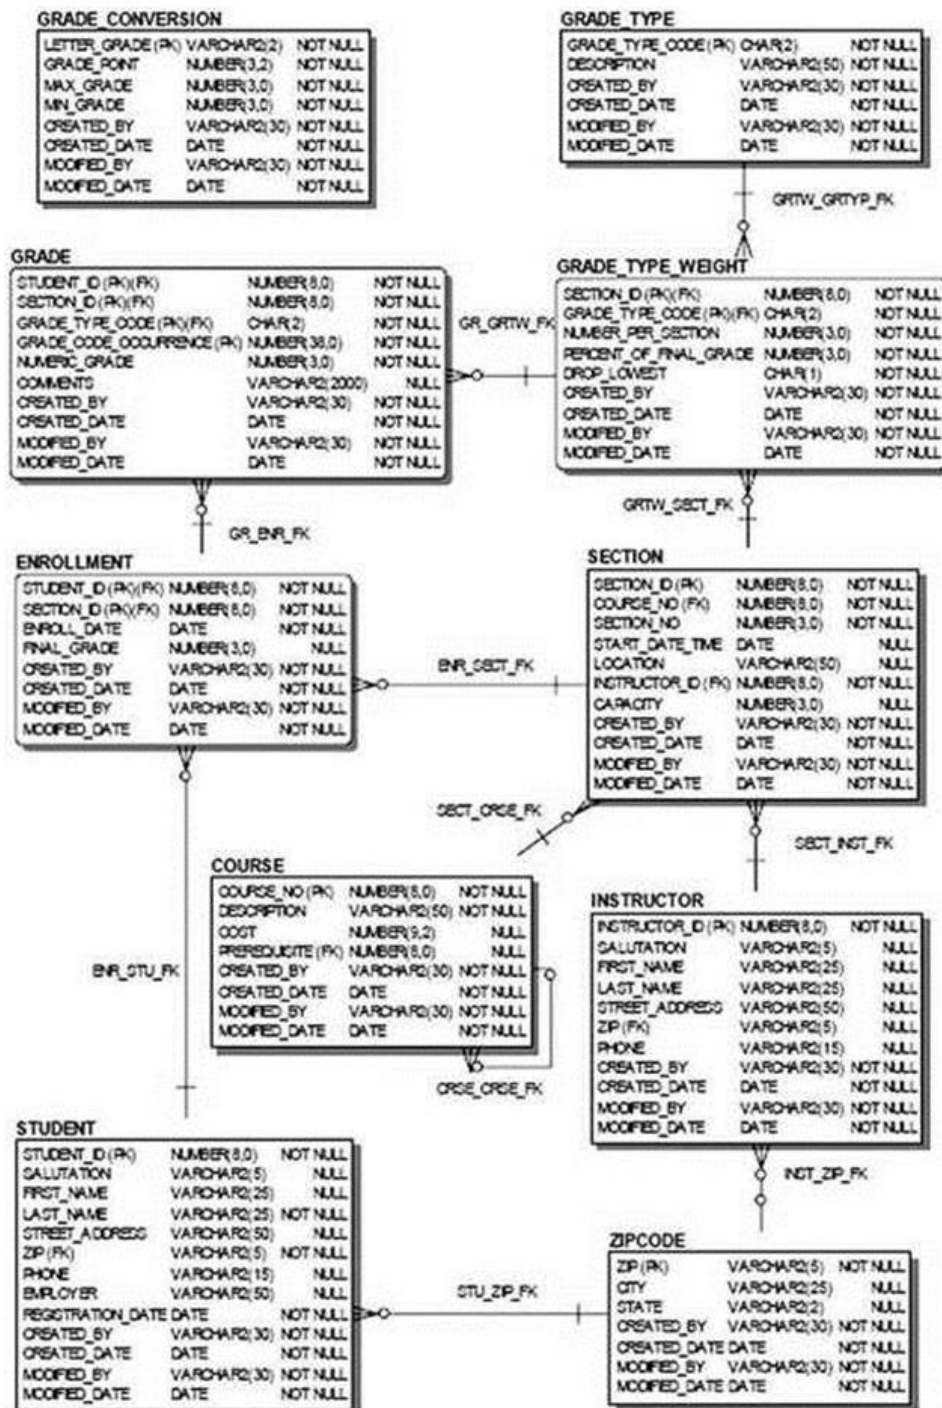 GRADE_CONVERSION
LETTER_GRADE (PK) VARCHAR2(2) NOT NULL
GRADE_POINT NUMBER(3,2) NOT NULL
MAX_GRADE NUMBER(3,0) NOT NULL
MIN_GRADE NUMBER(3,0) NOT NULL
CREATED_BY VARCHAR2(30) NOT NULL
CREATED_DATE DATE NOT NULL
MODIFIED_BY VARCHAR2(30) NOT NULL
MODIFIED_DATE DATE NOT NULL
GRADE_TYPE
GRADE_TYPE_CODE (PK) CHAR(2) NOT NULL
DESCRIPTION VARCHAR2(50) NOT NULL
CREATED_BY VARCHAR2(30) NOT NULL
CREATED_DATE DATE NOT NULL
MODIFIED_BY VARCHAR2(30) NOT NULL
MODIFIED_DATE DATE NOT NULL
GRTW_GRTYP_FK
GRADE
STUDENT_ID (PK)(FK) NUMBER(8,0) NOT NULL
SECTION_ID (PK)(FK) NUMBER(8,0) NOT NULL
GRADE_TYPE_CODE (PK)(FK) CHAR(2) NOT NULL
GRADE_CODE_OCCURRENCE (PK) NUMBER(38,0) NOT NULL
NUMERIC_GRADE NUMBER(3,0) NOT NULL
COMMENTS VARCHAR2(2000) NULL
CREATED_BY VARCHAR2(30) NOT NULL
CREATED_DATE DATE NOT NULL
MODIFIED_BY VARCHAR2(30) NOT NULL
MODIFIED_DATE DATE NOT NULL
GR_GRTW_FK
GRADE_TYPE_WEIGHT
SECTION_ID (PK)(FK) NUMBER(8,0) NOT NULL
GRADE_TYPE_CODE (PK)(FK) CHAR(2) NOT NULL
NUMBER_PER_SECTION NUMBER(3,0) NOT NULL
PERCENT_OF_FINAL_GRADE NUMBER(3,0) NOT NULL
DROP_LOWEST CHAR(1) NOT NULL
CREATED_BY VARCHAR2(30) NOT NULL
CREATED_DATE DATE NOT NULL
MODIFIED_BY VARCHAR2(30) NOT NULL
MODIFIED_DATE DATE NOT NULL
GR_ENR_FK
GRTW_SECT_FK
ENROLLMENT
STUDENT_ID (PK)(FK) NUMBER(8,0) NOT NULL
SECTION_ID (PK)(FK) NUMBER(8,0) NOT NULL
ENROLL_DATE DATE NOT NULL
FINAL_GRADE NUMBER(3,0) NULL
CREATED_BY VARCHAR2(30) NOT NULL
CREATED_DATE DATE NOT NULL
MODIFIED_BY VARCHAR2(30) NOT NULL
MODIFIED_DATE DATE NOT NULL
ENR_SECT_FK
SECTION
SECTION_ID (PK) NUMBER(8,0) NOT NULL
COURSE_NO (FK) NUMBER(8,0) NOT NULL
SECTION_NO NUMBER(3,0) NOT NULL
START_DATE_TIME DATE NULL
LOCATION VARCHAR2(50) NULL
INSTRUCTOR_ID (FK) NUMBER(8,0) NOT NULL
CAPACITY NUMBER(3,0) NULL
CREATED_BY VARCHAR2(30) NOT NULL
CREATED_DATE DATE NOT NULL
MODIFIED_BY VARCHAR2(30) NOT NULL
MODIFIED_DATE DATE NOT NULL
SECT_CRSE_FK
SECT_INST_FK
COURSE
COURSE_NO (PK) NUMBER(8,0) NOT NULL
DESCRIPTION VARCHAR2(50) NOT NULL
COST NUMBER(9,2) NULL
PREREQUISITE (FK) NUMBER(8,0) NULL
CREATED_BY VARCHAR2(30) NOT NULL
CREATED_DATE DATE NOT NULL
MODIFIED_BY VARCHAR2(30) NOT NULL
MODIFIED_DATE DATE NOT NULL
CRSE_CRSE_FK
ENR_STU_FK
INSTRUCTOR
INSTRUCTOR_ID (PK) NUMBER(8,0) NOT NULL
SALUTATION VARCHAR2(5) NULL
FIRST_NAME VARCHAR2(25) NULL
LAST_NAME VARCHAR2(25) NULL
STREET_ADDRESS VARCHAR2(50) NULL
ZIP (FK) VARCHAR2(5) NULL
PHONE VARCHAR2(15) NULL
CREATED_BY VARCHAR2(30) NOT NULL
CREATED_DATE DATE NOT NULL
MODIFIED_BY VARCHAR2(30) NOT NULL
MODIFIED_DATE DATE NOT NULL
INST_ZIP_FK
STUDENT
STUDENT_ID (PK) NUMBER(8,0) NOT NULL
SALUTATION VARCHAR2(5) NULL
FIRST_NAME VARCHAR2(25) NULL
LAST_NAME VARCHAR2(25) NOT NULL
STREET_ADDRESS VARCHAR2(50) NULL
ZIP (FK) VARCHAR2(5) NOT NULL
PHONE VARCHAR2(15) NULL
EMPLOYER VARCHAR2(50) NULL
REGISTRATION_DATE DATE NOT NULL
CREATED_BY VARCHAR2(30) NOT NULL
CREATED_DATE DATE NOT NULL
MODIFIED_BY VARCHAR2(30) NOT NULL
MODIFIED_DATE DATE NOT NULL
STU_ZIP_FK
ZIPCODE
ZIP (PK) VARCHAR2(5) NOT NULL
CITY VARCHAR2(25) NULL
STATE VARCHAR2(2) NULL
CREATED_BY VARCHAR2(30) NOT NULL
CREATED_DATE DATE NOT NULL
MODIFIED_BY VARCHAR2(30) NOT NULL
MODIFIED_DATE DATE NOT NULL